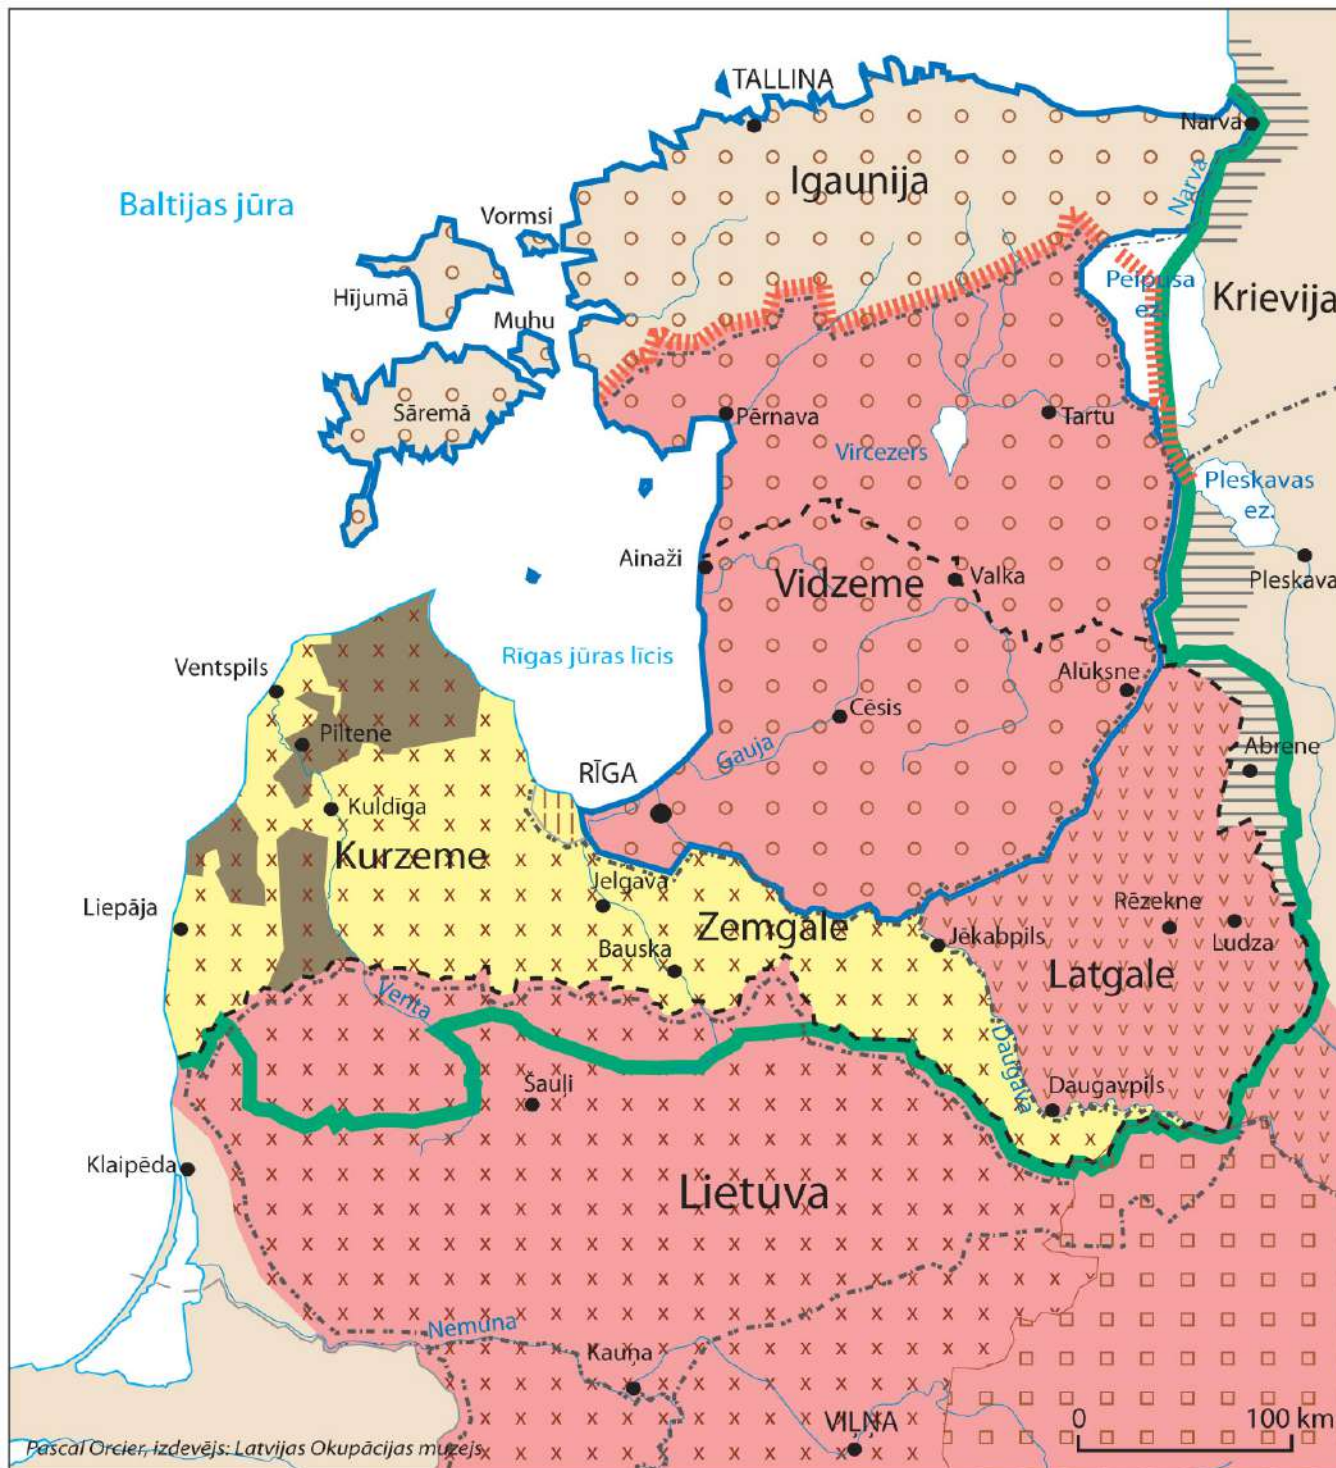 TALLINA
Narva
Igaunija
Narva
Baltijas jūra
Vormsi
Hījumā
Muhu
Peipusa
ez.
Krievija
Sāremā
Pērnava
Tartu
Vircezers
Pleskavas
ez.
Ainaži
Vidzeme
Valka
Pleskava
Rīgas jūras līcis
Ventspils
Alūksne
Cēsis
Piltene
Gauja
Abrene
RĪGA
Kuldīga
Kurzeme
Jelgava
Liepāja
Zemgale
Rēzekne
Ludza
Bauska
Jēkabpils
Latgale
Venta
Daugava
Šauļi
Daugavpils
Klaipēda
Lietuva
Nemuna
Kauņa
VIĻŅA
0 100 km
Pascal Orcier, izdevējs: Latvijas Okupācijas muzejs